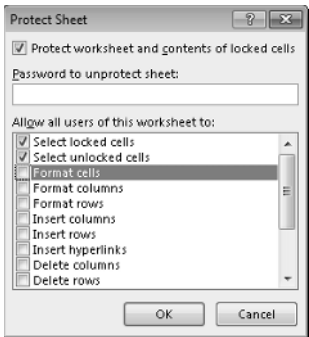 Protect Sheet
Protect worksheet and contents of locked cells
Password to unprotect sheet:
Allow all users of this worksheet to:
Select locked cells
Select unlocked cells
Format cells
Format columns
Format rows
Insert columns
Insert rows
Insert hyperlinks
Delete columns
Delete rows
OK
Cancel